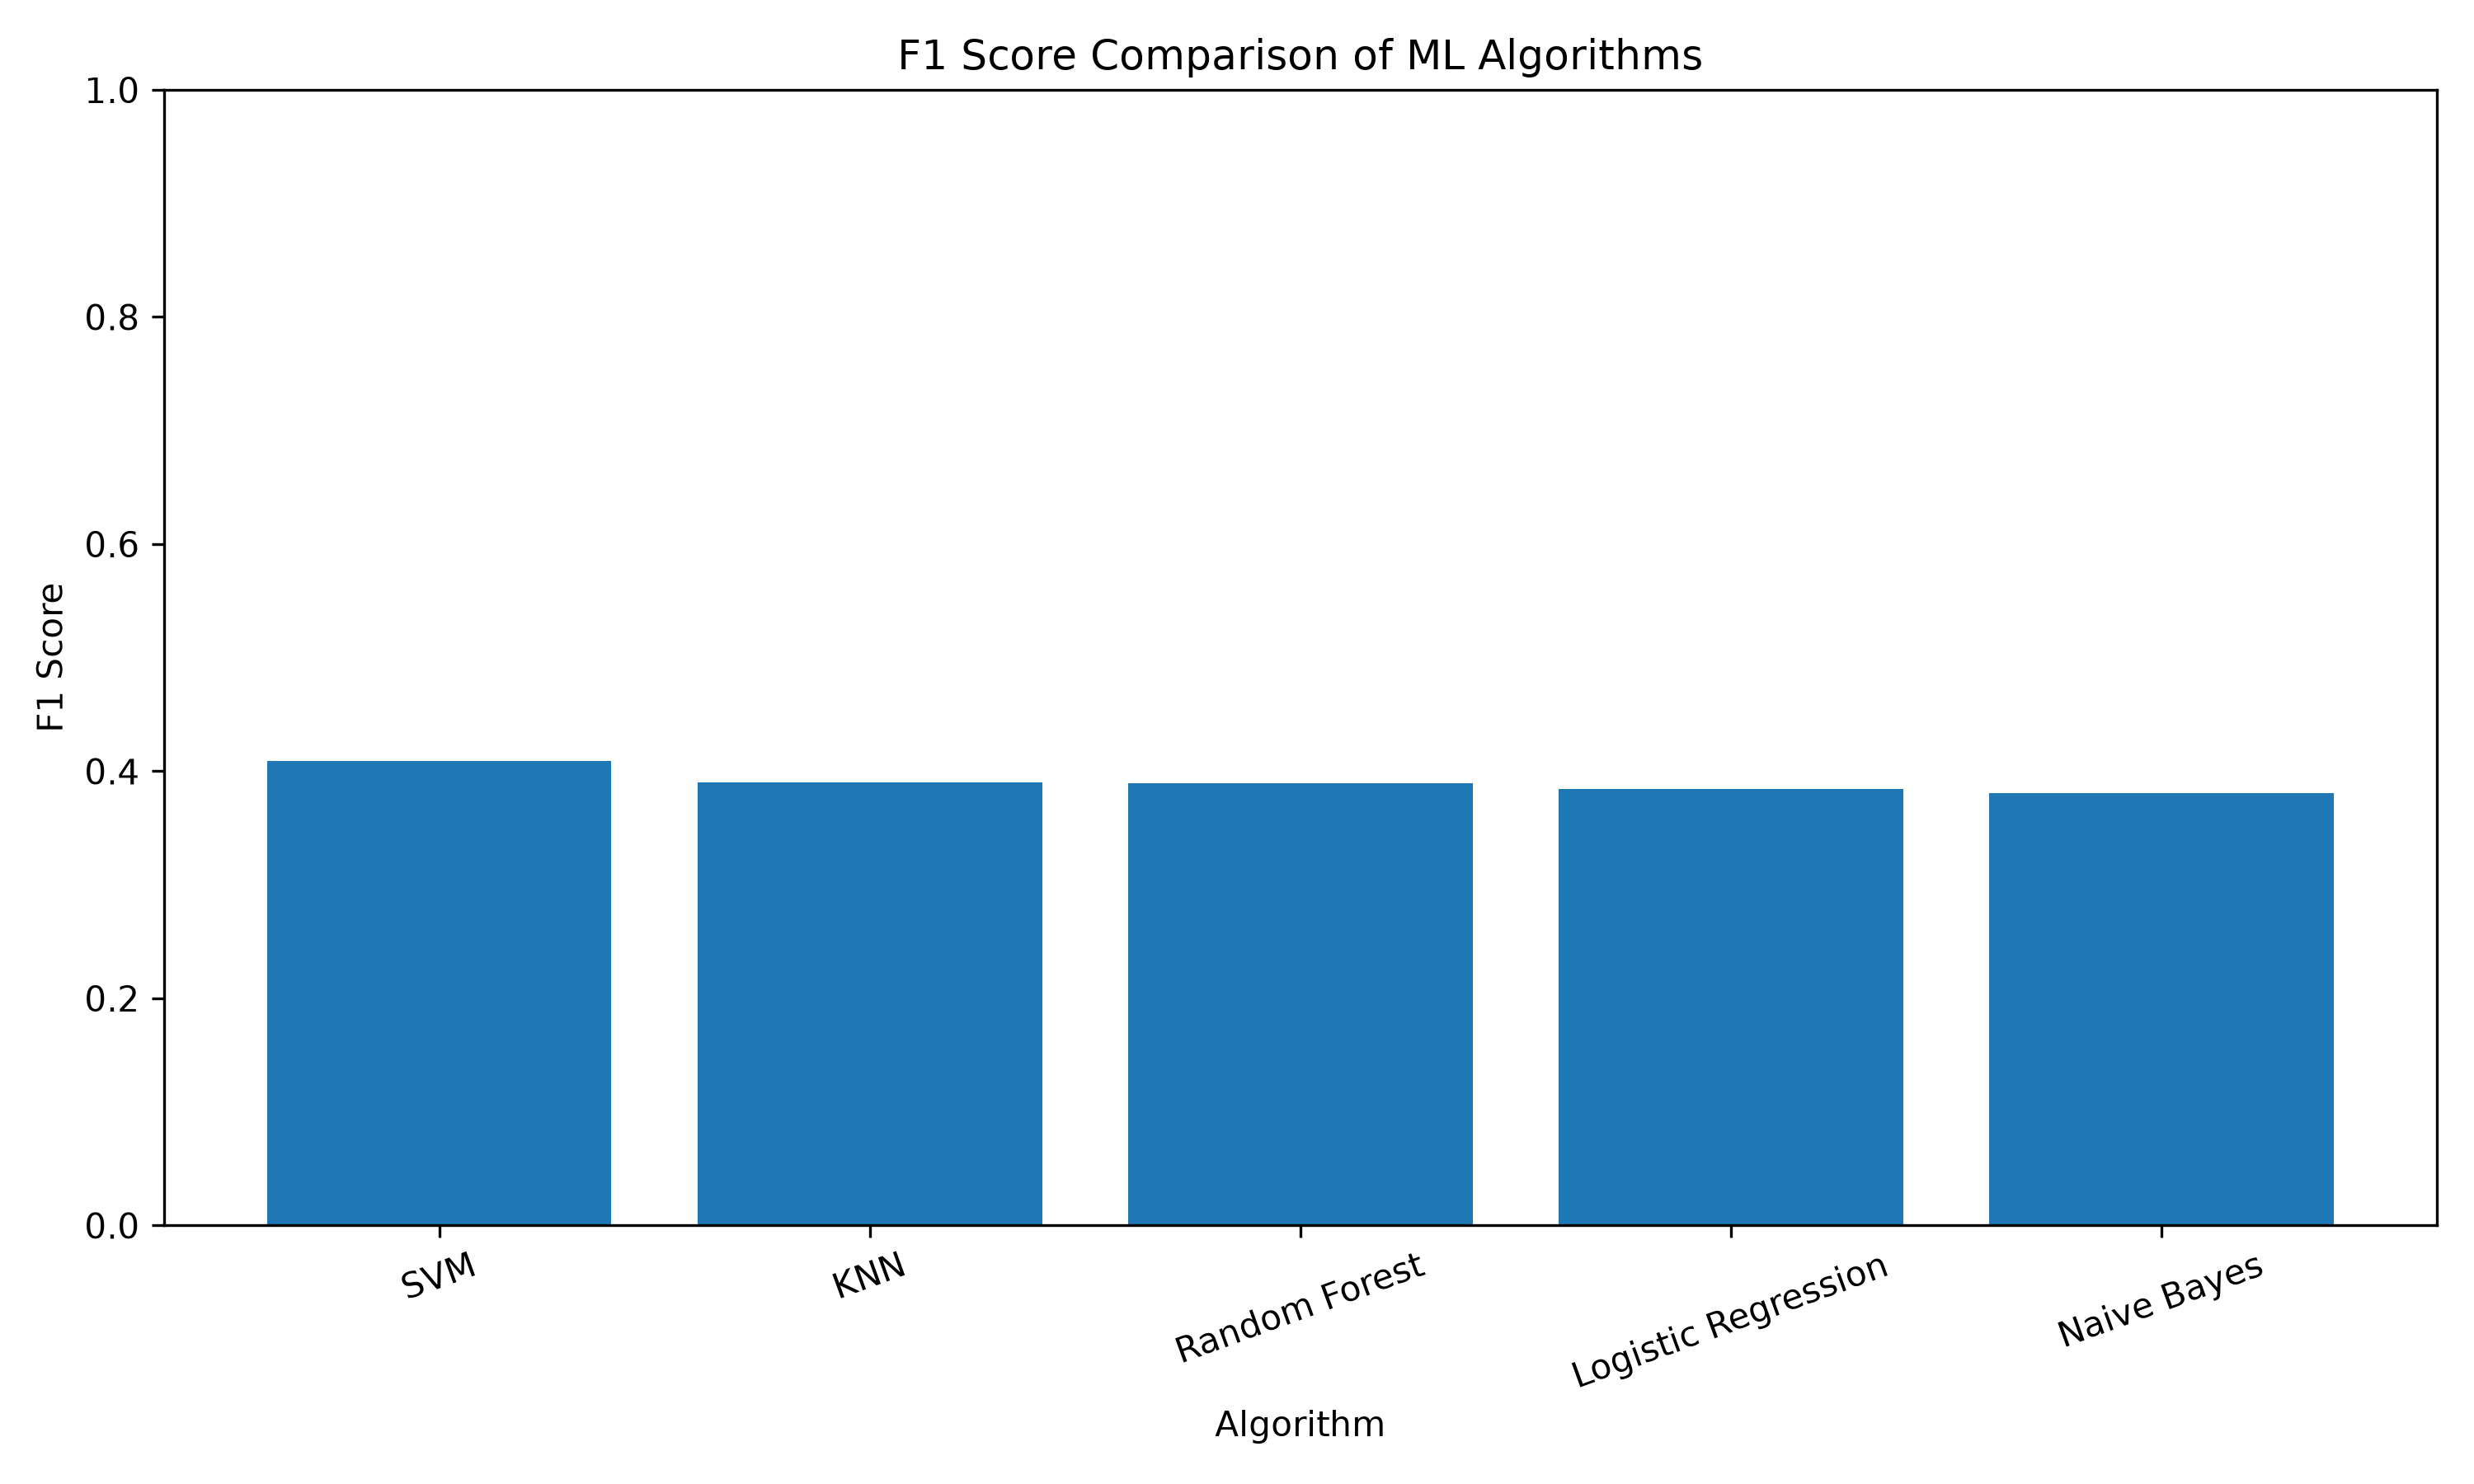 F1 Score Comparison of ML Algorithms
1.0
0.8
0.6
0.4
0.2
0.0
F1 Score
SVM
KNN
Random Forest
Logistic Regression
Naive Bayes
Algorithm